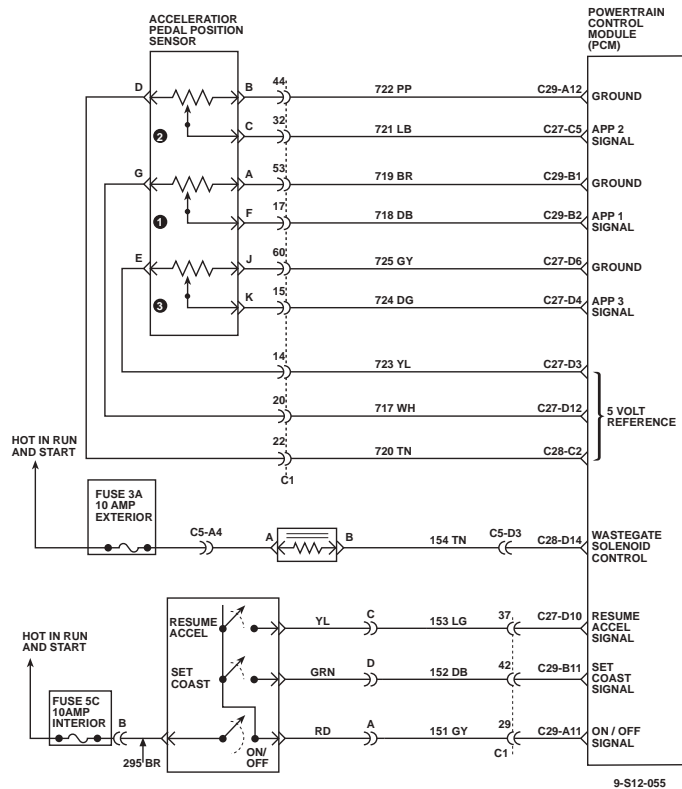 ACCELERATIOR
PEDAL POSITION
SENSOR
POWERTRAIN
CONTROL
MODULE
(PCM)
D
B
44
722 PP
C29-A12
GROUND
2
C
32
721 LB
C27-C5
APP 2
SIGNAL
G
A
53
719 BR
C29-B1
GROUND
1
F
17
718 DB
C29-B2
APP 1
SIGNAL
E
J
60
725 GY
C27-D6
GROUND
3
K
15
724 DG
C27-D4
APP 3
SIGNAL
14
723 YL
C27-D3
20
717 WH
C27-D12
5 VOLT
REFERENCE
22
720 TN
C28-C2
C1
HOT IN RUN
AND START
FUSE 3A
10 AMP
EXTERIOR
C5-A4
A
B
154 TN
C5-D3
C28-D14
WASTEGATE
SOLENOID
CONTROL
RESUME
ACCEL
YL
C
153 LG
37
C27-D10
RESUME
ACCEL
SIGNAL
HOT IN RUN
AND START
SET
COAST
GRN
D
152 DB
42
C29-B11
SET
COAST
SIGNAL
FUSE 5C
10AMP
INTERIOR
B
295 BR
ON/
OFF
RD
A
151 GY
29
C1
C29-A11
ON / OFF
SIGNAL
9-S12-055